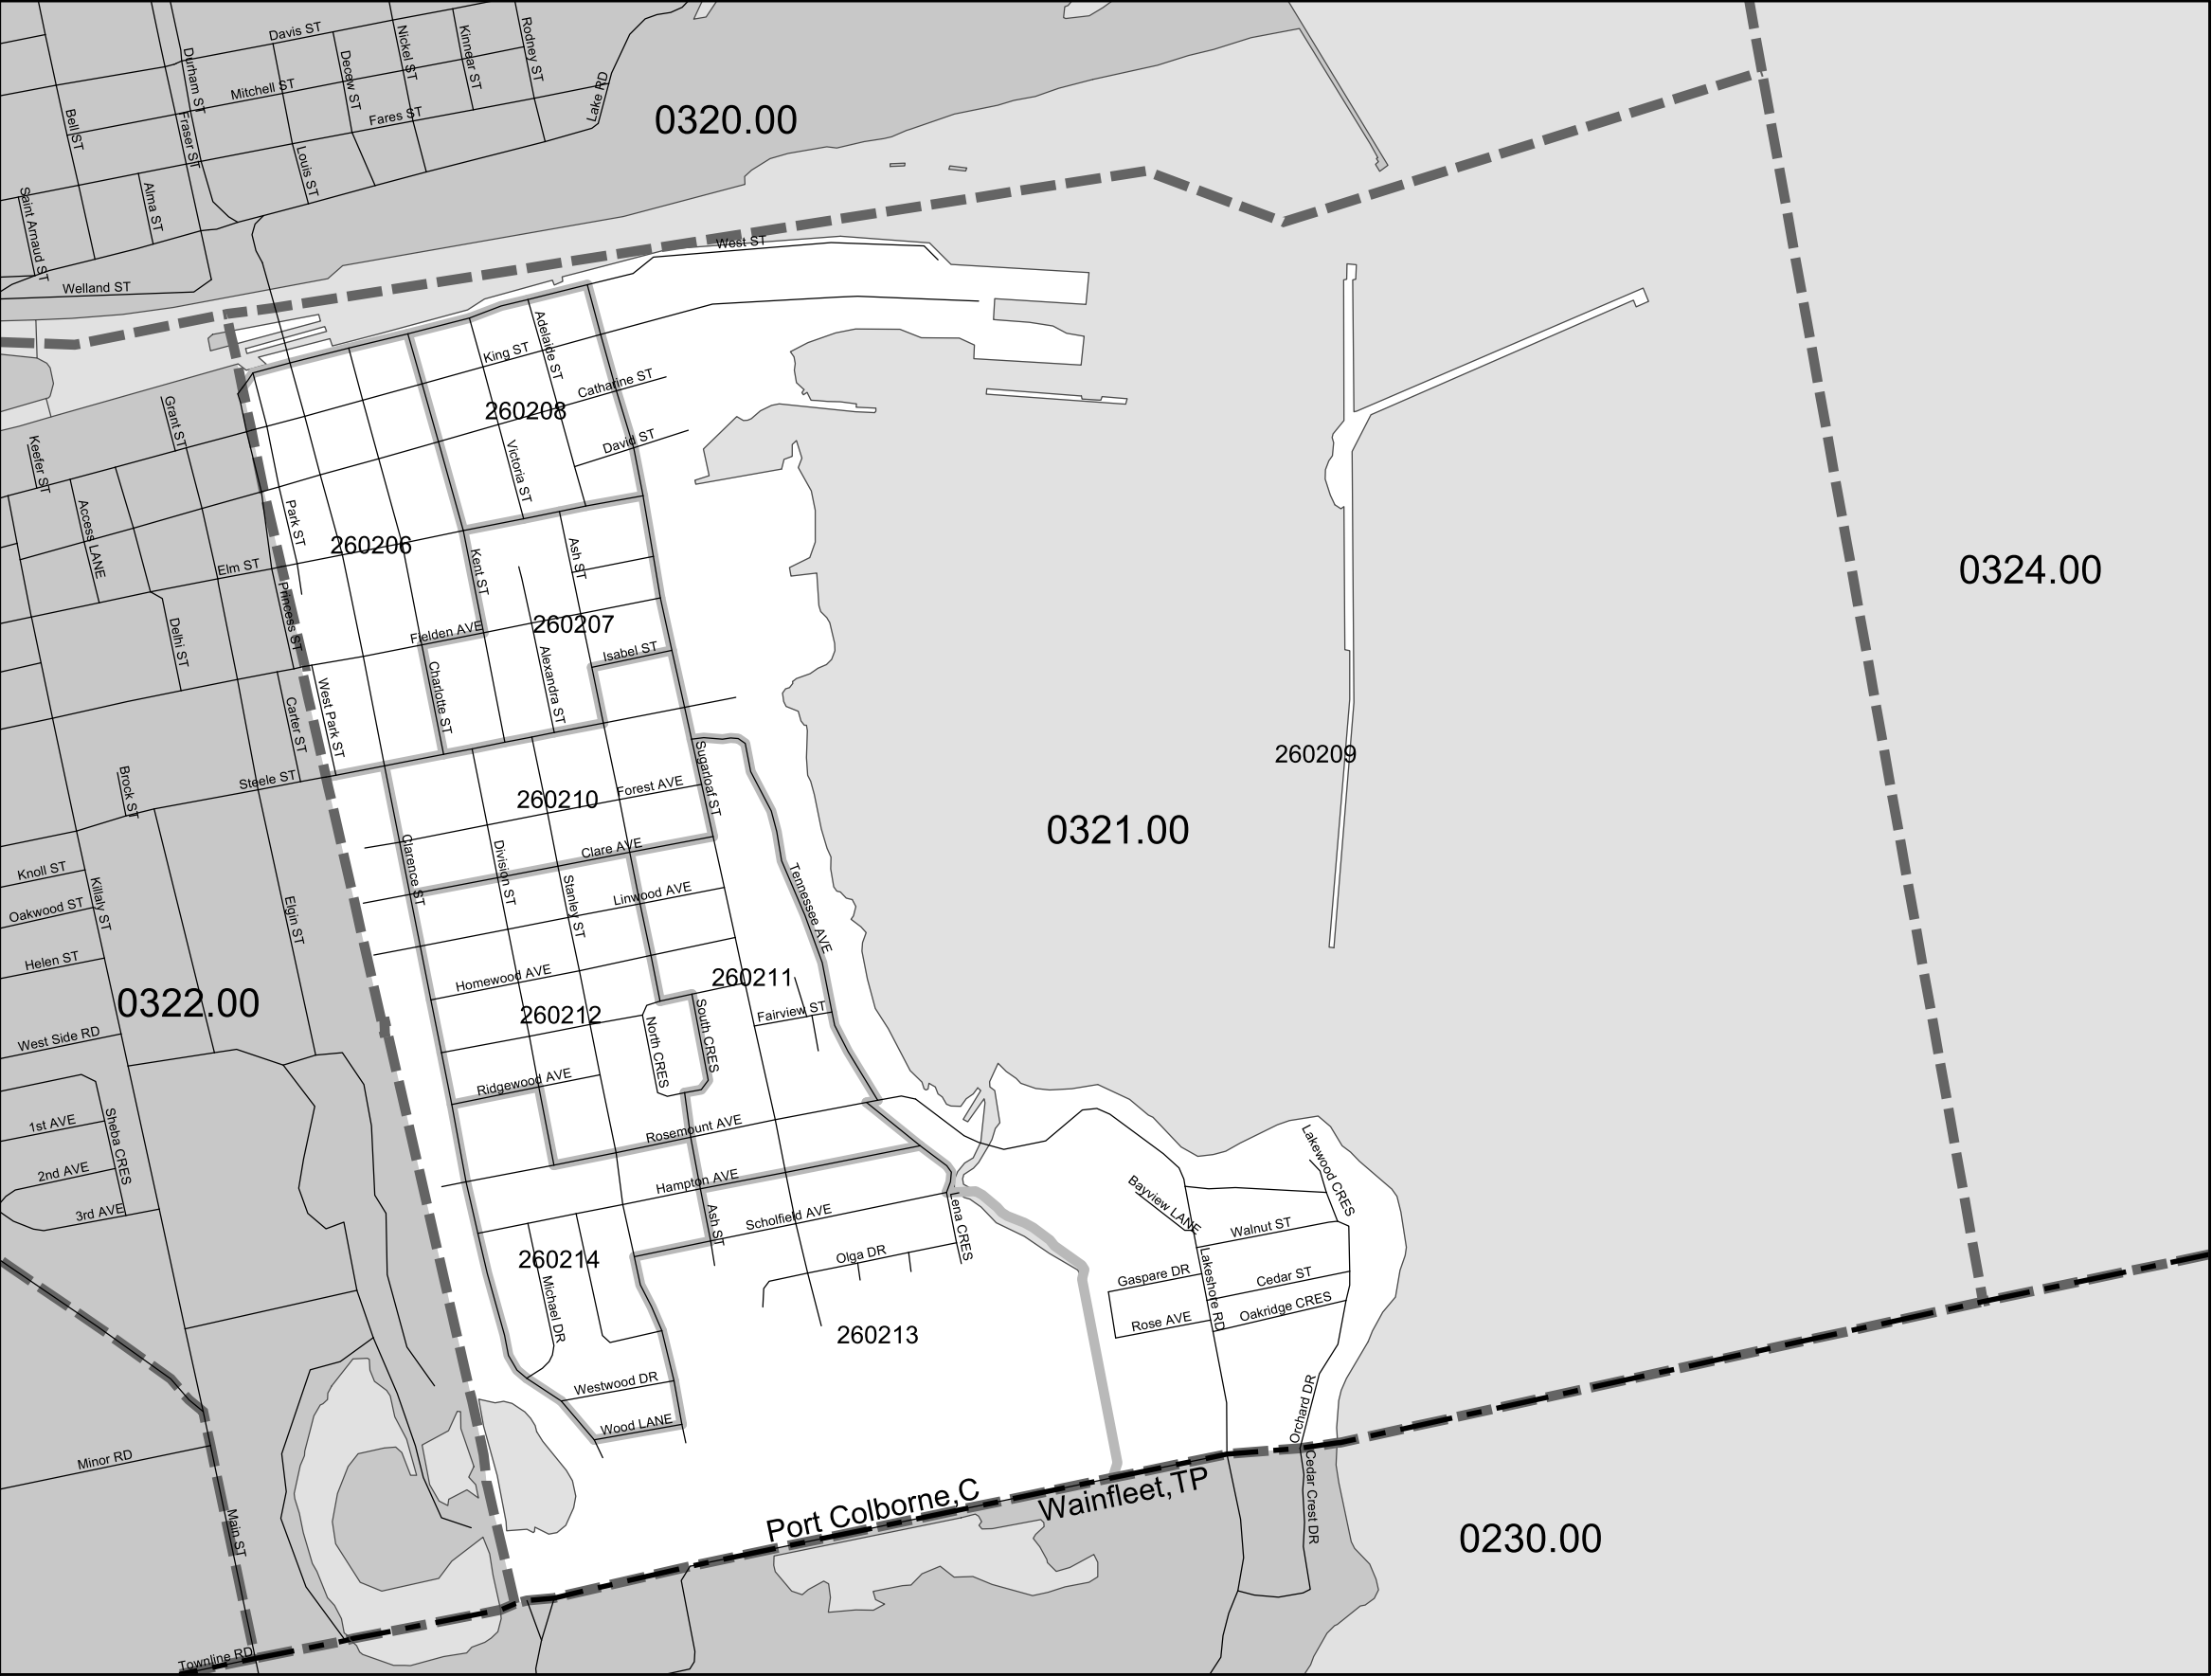 Davis ST
Durham ST
Mitchell ST
Decew ST
Nickel ST
Kinnear ST
Rodney ST
Lake RD
Fares ST
0320.00
Bell ST
Fraser ST
Louis ST
Alma ST
Saint Arnaud ST
Welland ST
West ST
King ST
Adelaide ST
Catharine ST
260208
David ST
Victoria ST
Grant ST
Keefer ST
Access LANE
Park ST
260206
Elm ST
Kent ST
Ash ST
0324.00
Princess ST
Delhi ST
Fielden AVE
260207
Isabel ST
Alexandra ST
Charlotte ST
West Park ST
Carter ST
Steele ST
Brock ST
260209
260210
Forest AVE
Sugarloaf ST
0321.00
Clare AVE
Clarence ST
Division ST
Stanley ST
Linwood AVE
Tennessee AVE
Knoll ST
Oakwood ST
Killaly ST
Elgin ST
Helen ST
Homewood AVE
260211
0322.00
260212
Fairview ST
North CRES
South CRES
West Side RD
Ridgewood AVE
1st AVE
Sheba CRES
2nd AVE
3rd AVE
Rosemount AVE
Hampton AVE
Ash ST
Scholfield AVE
Lena CRES
Olga DR
Lakewood CRES
Bayview LANE
Walnut ST
Lakeshore RD
Gaspare DR
Cedar ST
Oakridge CRES
Rose AVE
260214
Michael DR
260213
Westwood DR
Wood LANE
Orchard DR
Cedar Crest DR
Minor RD
Main ST
Port Colborne,C
Wainfleet,TP
0230.00
Townline RD